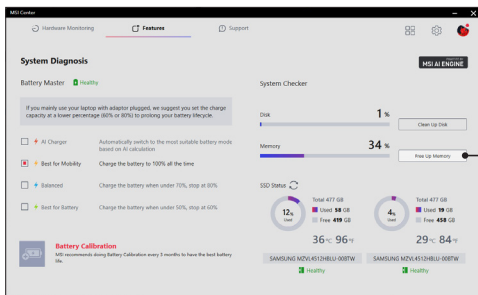 MSI Center
Hardware Monitoring
Features
Support
System Diagnosis
MSI AI ENGINE
Battery Master
Healthy
System Checker
If you mainly use your laptop with adaptor plugged, we suggest you set the charge
capacity at a lower percentage (60% or 80%) to prolong your battery lifecycle.
Disk
1 %
Clean Up Disk
AI Charger
Automatically switch to the most suitable battery mode
based on AI calculation
Memory
34 %
Free Up Memory
Best for Mobility
Charge the battery to 100% all the time
Balanced
Charge the battery when under 70%, stop at 80%
Best for Battery
Charge the battery when under 50%, stop at 60%
SSD Status
12%
Used
Total 477 GB
Used 58 GB
Free 419 GB
36°C 96°F
SAMSUNG MZVL4512HBLU-00BTW
Healthy
4%
Used
Total 477 GB
Used 19 GB
Free 458 GB
29°C 84°F
SAMSUNG MZVL4512HBLU-00BTW
Healthy
Battery Calibration
MSI recommends doing Battery Calibration every 3 months to have the best battery
life.